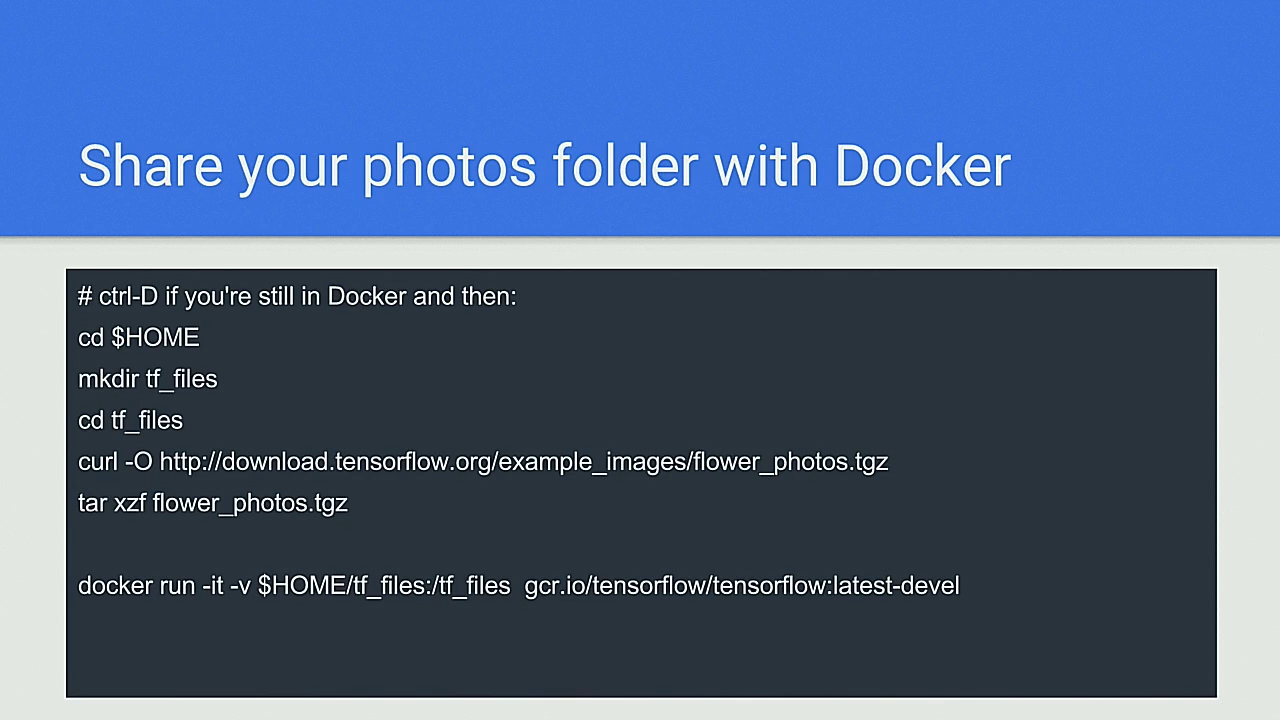 Share your photos folder with Docker
# ctrl-D if you're still in Docker and then:
cd $HOME
mkdir tf_files
cd tf_files
curl -O http://download.tensorflow.org/example_images/flower_photos.tgz
tar xzf flower_photos.tgz
docker run -it -v $HOME/tf_files:/tf_files  gcr.io/tensorflow/tensorflow:latest-devel